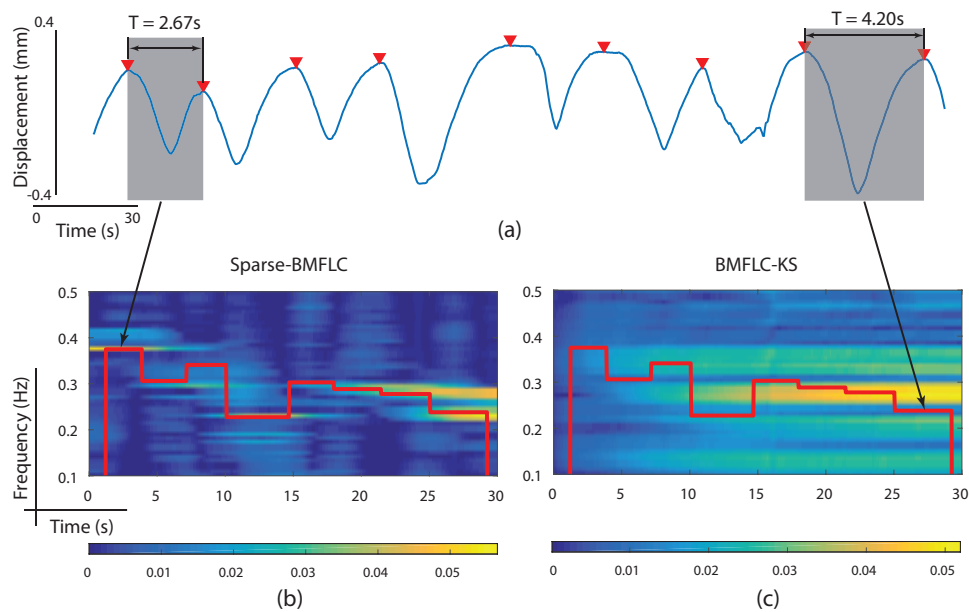 T = 2.67s
T = 4.20s
0.4
Displacement (mm)
-0.4
0 30
Time (s)
(a)
Sparse-BMFLC
BMFLC-KS
0.5
0.4
0.3
0.2
0.1
Frequency (Hz)
0 5 10 15 20 25 30
Time (s)
0.5
0.4
0.3
0.2
0.1
0 5 10 15 20 25 30
0 0.01 0.02 0.03 0.04 0.05
0 0.01 0.02 0.03 0.04 0.05
(b)
(c)